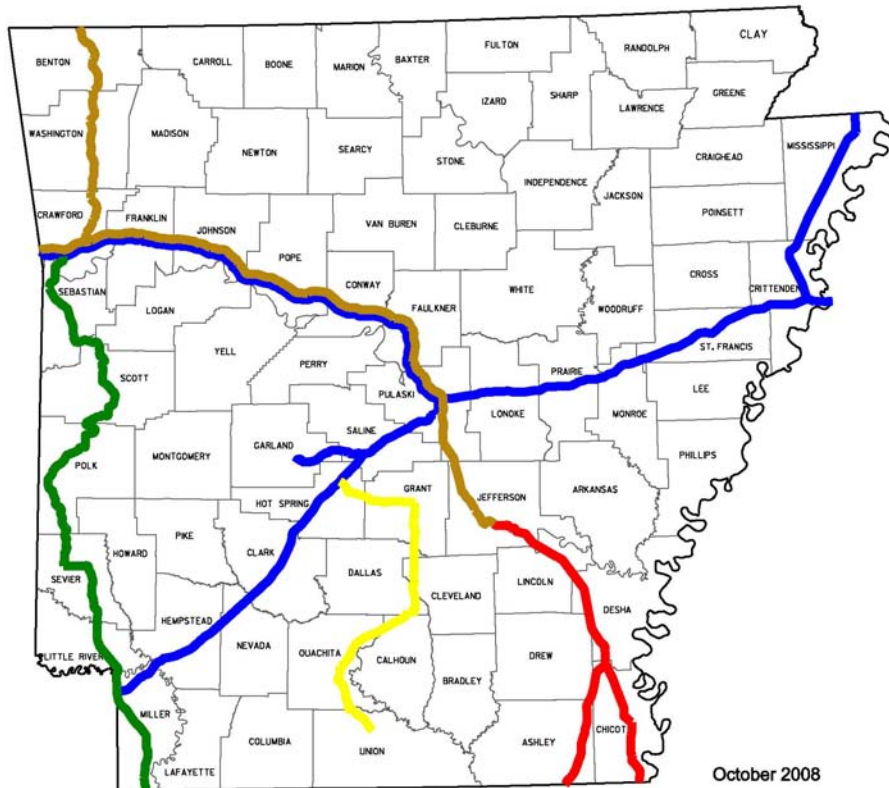 CLAY
FULTON
RANDOLPH
BENTON
CARROLL
BOONE
MARION
BAXTER
SHARP
GREENE
IZARD
LAWRENCE
WASHINGTON
MADISON
NEWTON
SEARCY
STONE
INDEPENDENCE
JACKSON
CRAIGHEAD
MISSISSIPPI
POINSETT
CRAWFORD
FRANKLIN
JOHNSON
POPE
VAN BUREN
CLEBURNE
CONWAY
FAULKNER
WHITE
WOODRUFF
CROSS
CRITTENDEN
SEBASTIAN
LOGAN
YELL
PERRY
PULASKI
PRAIRIE
ST. FRANCIS
SCOTT
LONOKE
MONROE
LEE
GARLAND
SALINE
POLK
MONTGOMERY
PHILLIPS
HOT SPRING
GRANT
JEFFERSON
ARKANSAS
HOWARD
PIKE
CLARK
DALLAS
SEVIER
CLEVELAND
LINCOLN
DESHA
HEMPSTEAD
NEVADA
OUACHITA
CALHOUN
DREW
LITTLE RIVER
BRADLEY
MILLER
CHICOT
COLUMBIA
UNION
ASHLEY
LAFAYETTE
October 2008